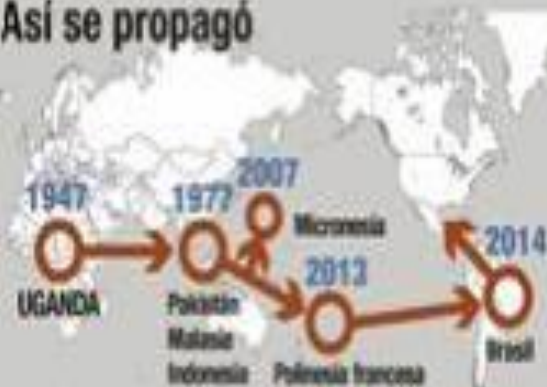 Así se propagó
1947
UGANDA
1977
Pakistán
Malasia
Indonesia
2007
Micronesia
2013
Polinesia francesa
2014
Brasil